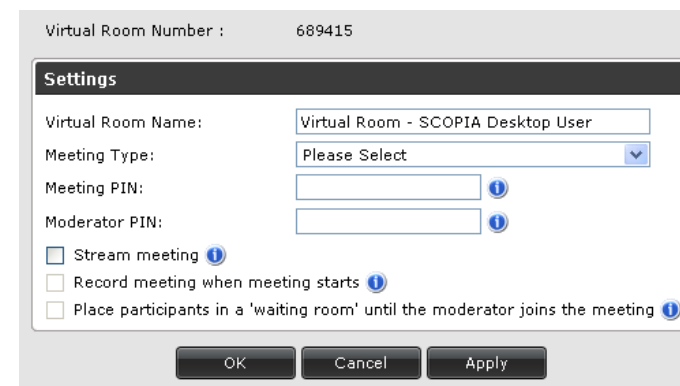 Virtual Room Number : 689415
Settings
Virtual Room Name: Virtual Room - SCOPIA Desktop User
Meeting Type: Please Select
Meeting PIN:
Moderator PIN:
Stream meeting
Record meeting when meeting starts
Place participants in a 'waiting room' until the moderator joins the meeting
OK Cancel Apply